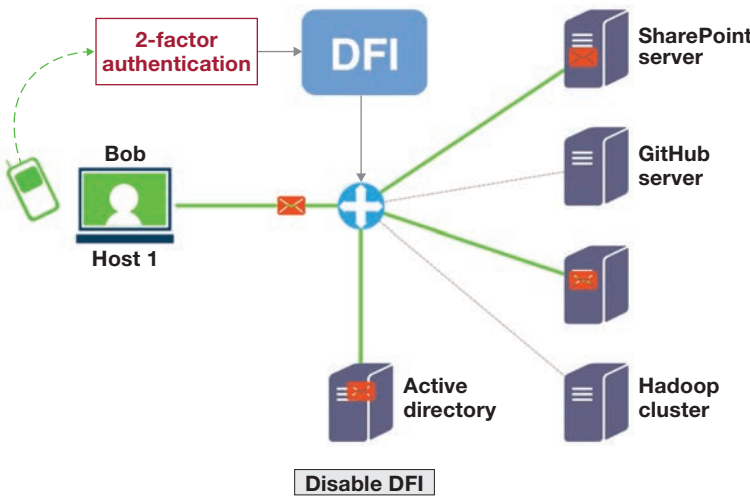 2-factor
authentication
DFI
SharePoint
server
Bob
GitHub
server
Host 1
Active
directory
Hadoop
cluster
Disable DFI